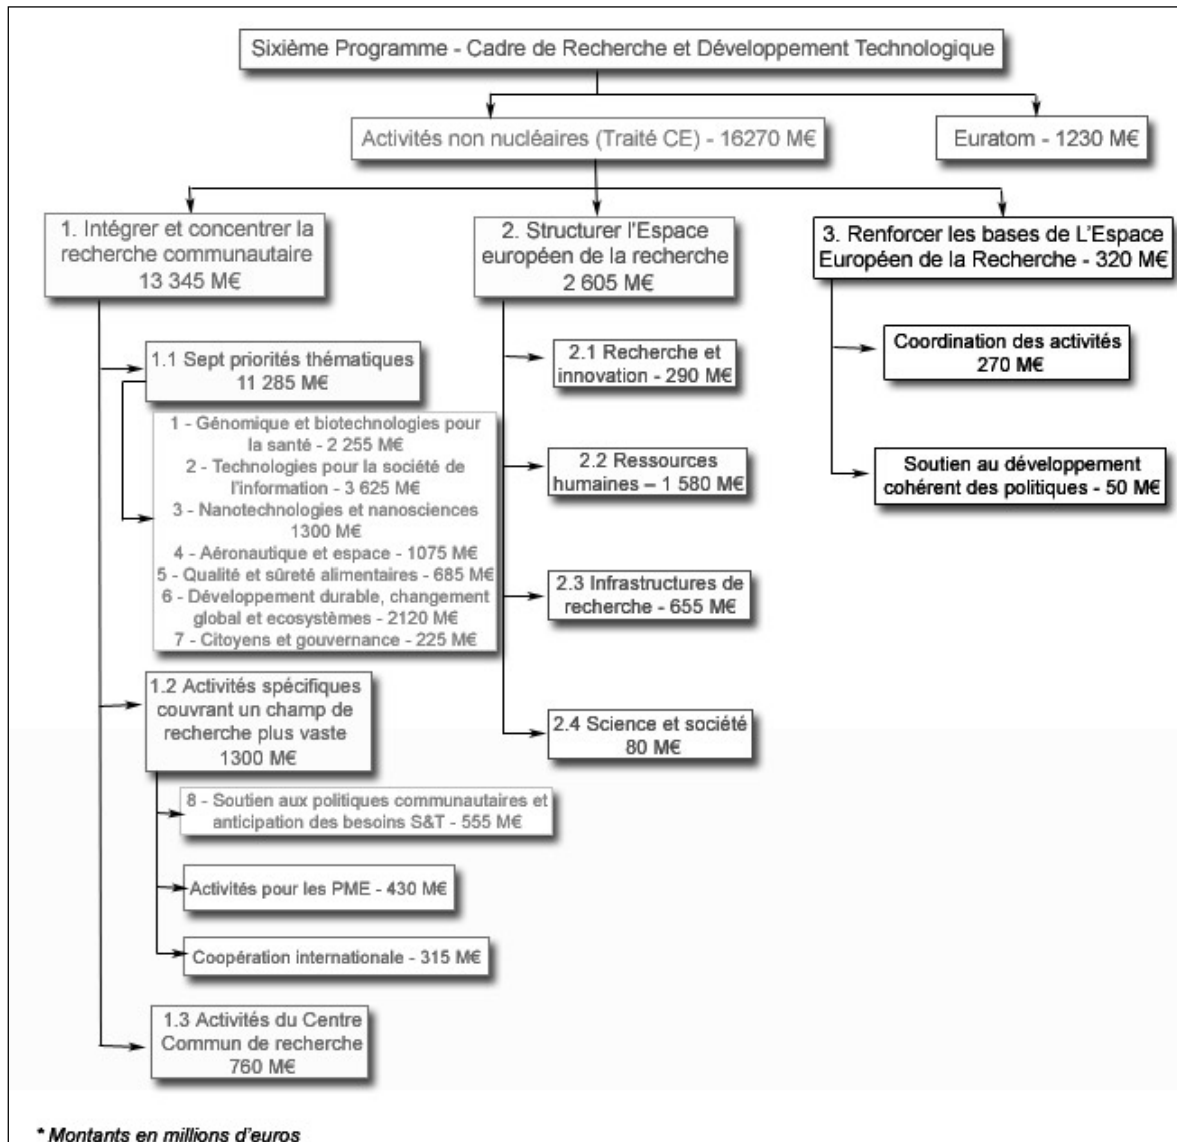 Sixième Programme - Cadre de Recherche et Développement Technologique
Activités non nucléaires (Traité CE) - 16270 M€
Euratom - 1230 M€
1. Intégrer et concentrer la
recherche communautaire
13 345 M€
2. Structurer l'Espace
européen de la recherche
2 605 M€
3. Renforcer les bases de L'Espace
Européen de la Recherche - 320 M€
1.1 Sept priorités thématiques
11 285 M€
1 - Génomique et biotechnologies pour
la santé - 2 255 M€
2 - Technologies pour la société de
l'information - 3 625 M€
3 - Nanotechnologies et nanosciences
1300 M€
4 - Aéronautique et espace - 1075 M€
5 - Qualité et sûreté alimentaires - 685 M€
6 - Développement durable, changement
global et ecosystèmes - 2120 M€
7 - Citoyens et gouvernance - 225 M€
1.2 Activités spécifiques
couvrant un champ de
recherche plus vaste
1300 M€
8 - Soutien aux politiques communautaires et
anticipation des besoins S&T - 555 M€
Activités pour les PME - 430 M€
Coopération internationale - 315 M€
1.3 Activités du Centre
Commun de recherche
760 M€
2.1 Recherche et
innovation - 290 M€
2.2 Ressources
humaines – 1 580 M€
2.3 Infrastructures de
recherche - 655 M€
2.4 Science et société
80 M€
Coordination des activités
270 M€
Soutien au développement
cohérent des politiques - 50 M€
* Montants en millions d'euros